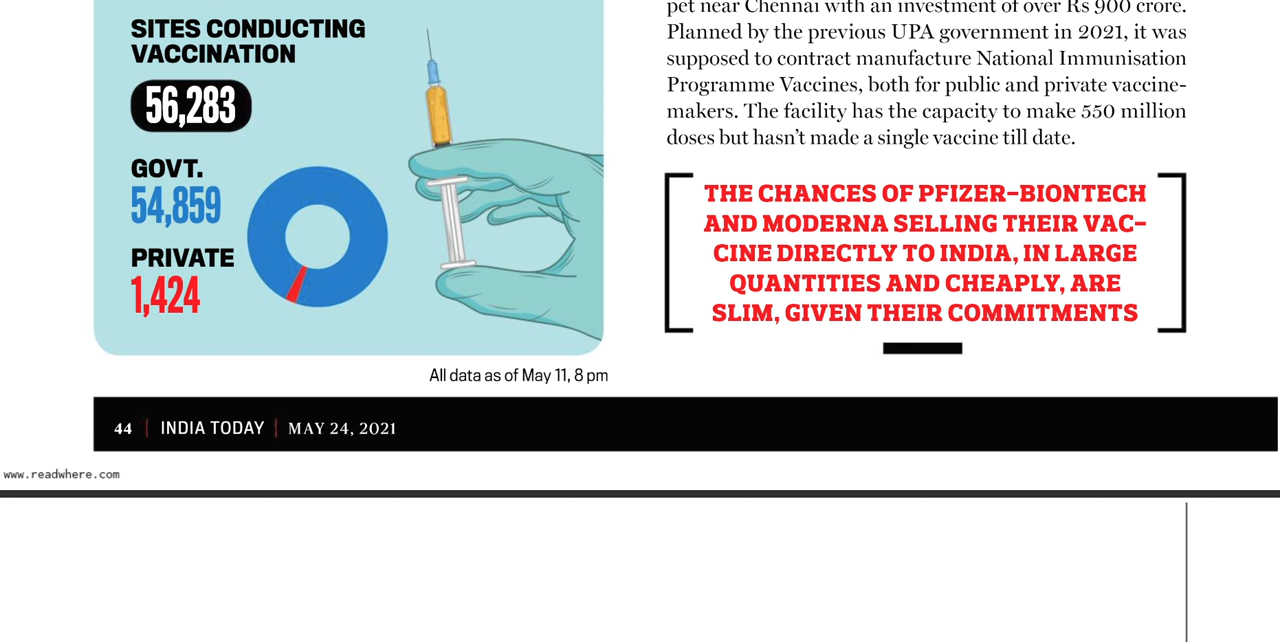 SITES CONDUCTING
VACCINATION
56,283
GOVT.
54,859
PRIVATE
1,424
All data as of May 11, 8 pm
pet near Chennai with an investment of over Rs 900 crore.
Planned by the previous UPA government in 2021, it was
supposed to contract manufacture National Immunisation
Programme Vaccines, both for public and private vaccine-
makers. The facility has the capacity to make 550 million
doses but hasn't made a single vaccine till date.
THE CHANCES OF PFIZER-BIONTECH
AND MODERNA SELLING THEIR VAC-
CINE DIRECTLY TO INDIA, IN LARGE
QUANTITIES AND CHEAPLY, ARE
SLIM, GIVEN THEIR COMMITMENTS
44 | INDIA TODAY | MAY 24, 2021
www.readwhere.com